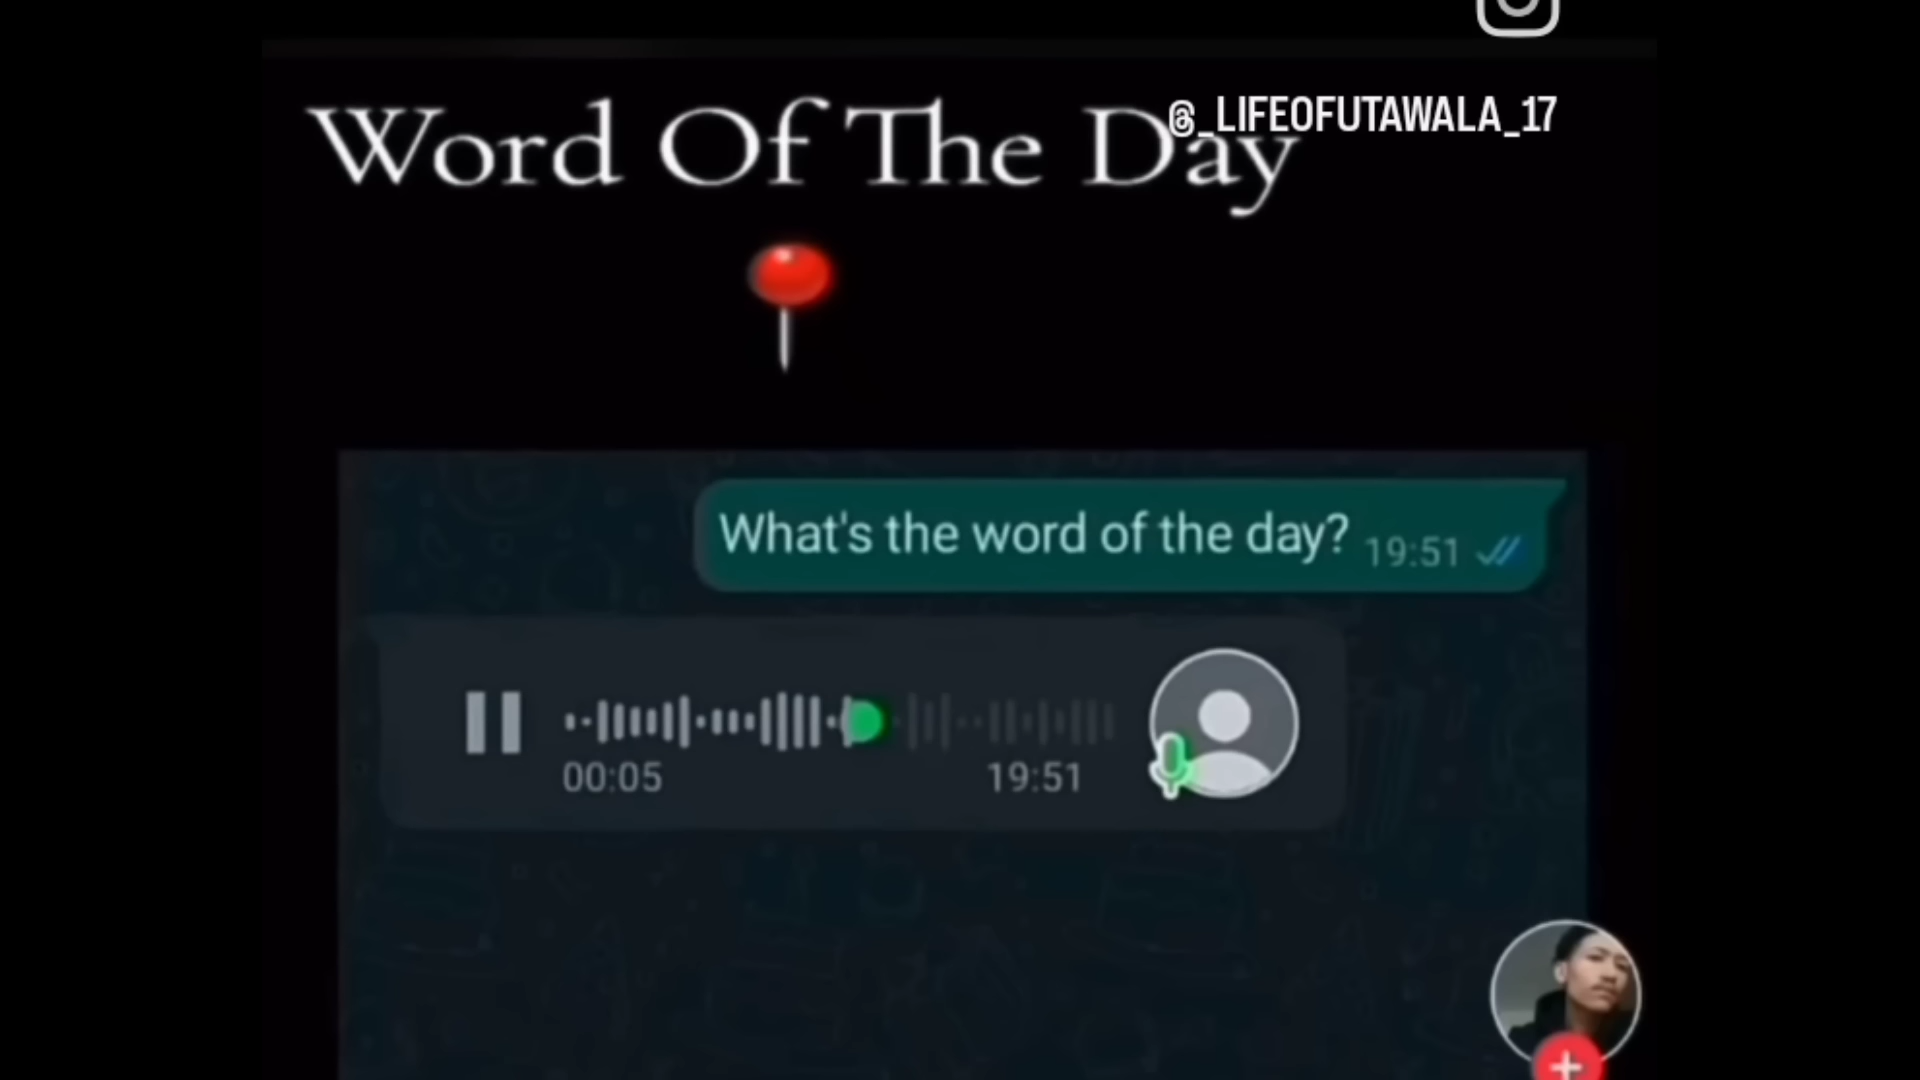 @_LIFEOFUTAWALA_17
Word Of The Day
What's the word of the day? 19:51
00:05 19:51